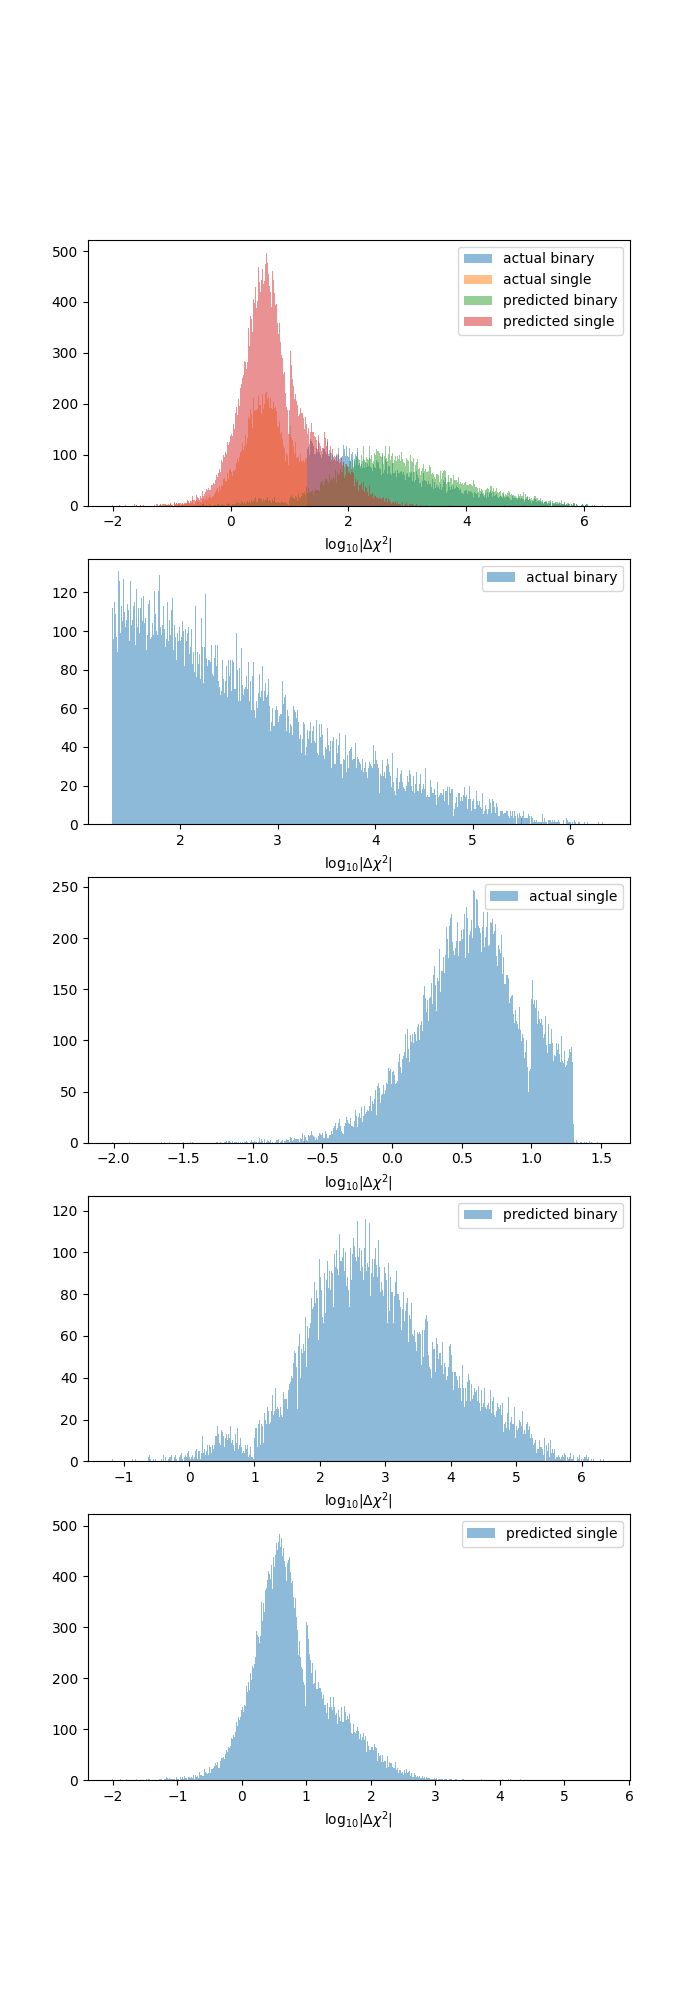 500
400
300
200
100
0
actual binary
actual single
predicted binary
predicted single
−2 0 2 4 6
log₁₀|Δχ²|
120
100
80
60
40
20
0
actual binary
2 3 4 5 6
log₁₀|Δχ²|
250
200
150
100
50
0
actual single
−2.0 −1.5 −1.0 −0.5 0.0 0.5 1.0 1.5
log₁₀|Δχ²|
120
100
80
60
40
20
0
predicted binary
−1 0 1 2 3 4 5 6
log₁₀|Δχ²|
500
400
300
200
100
0
predicted single
−2 −1 0 1 2 3 4 5 6
log₁₀|Δχ²|